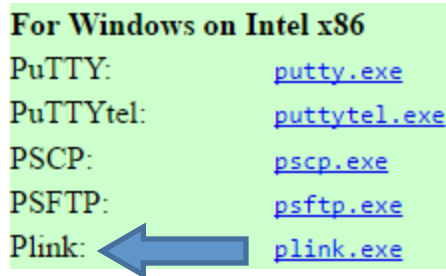 For Windows on Intel x86
PuTTY: putty.exe
PuTTYtel: puttytel.exe
PSCP: pscp.exe
PSFTP: psftp.exe
Plink: plink.exe